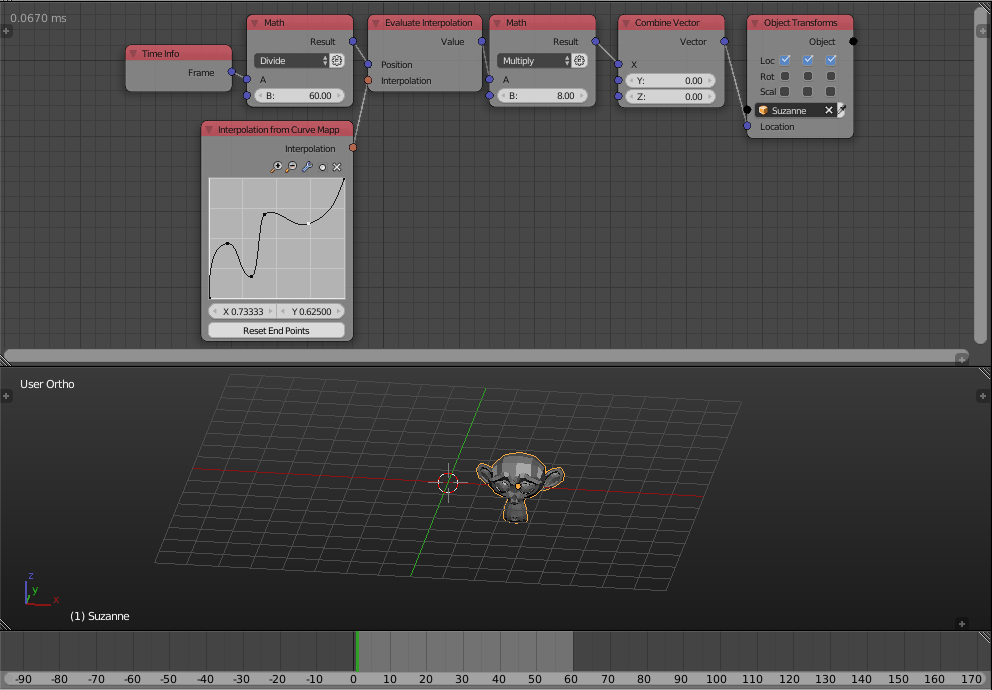 0.0670 ms
Time Info
Frame
Math
Result
Divide
A
B: 60.00
Evaluate Interpolation
Value
Position
Interpolation
Math
Result
Multiply
A
B: 8.00
Combine Vector
Vector
X
Y: 0.00
Z: 0.00
Object Transforms
Object
Loc
Rot
Scal
Suzanne
Location
Interpolation from Curve Mapp
Interpolation
X 0.73333 Y 0.62500
Reset End Points
User Ortho
z
y
x
(1) Suzanne
-90 -80 -70 -60 -50 -40 -30 -20 -10 0 10 20 30 40 50 60 70 80 90 100 110 120 130 140 150 160 170